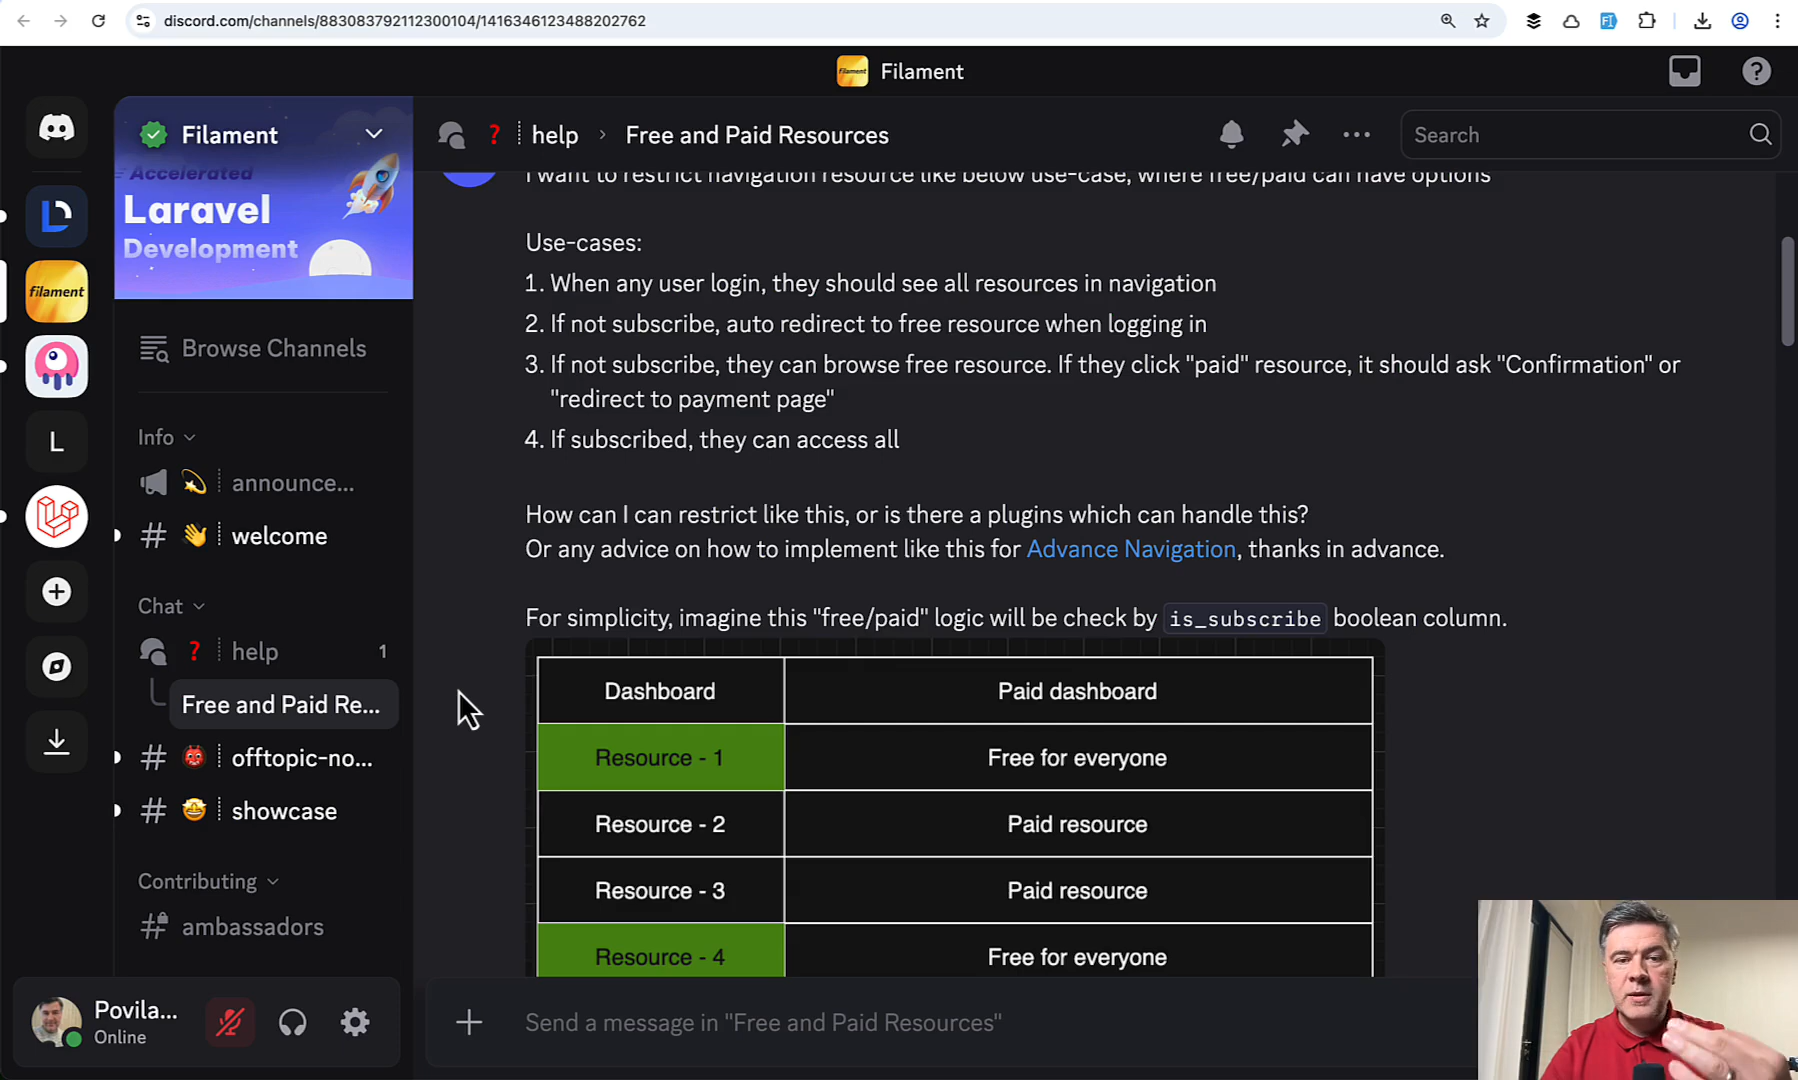 discord.com/channels/883083792112300104/1416346123488202762
Filament
Filament
Accelerated
Laravel
Development
filament
L
Browse Channels
Info
announce...
welcome
Chat
help 1
Free and Paid Re...
offtopic-no...
showcase
Contributing
ambassadors
Povila...
Online
help › Free and Paid Resources
Search
I want to restrict navigation resource like below use-case, where free/paid can have options
Use-cases:
1. When any user login, they should see all resources in navigation
2. If not subscribe, auto redirect to free resource when logging in
3. If not subscribe, they can browse free resource. If they click "paid" resource, it should ask "Confirmation" or
"redirect to payment page"
4. If subscribed, they can access all
How can I can restrict like this, or is there a plugins which can handle this?
Or any advice on how to implement like this for Advance Navigation, thanks in advance.
For simplicity, imagine this "free/paid" logic will be check by is_subscribe boolean column.
Dashboard Paid dashboard
Resource - 1 Free for everyone
Resource - 2 Paid resource
Resource - 3 Paid resource
Resource - 4 Free for everyone
Send a message in "Free and Paid Resources"